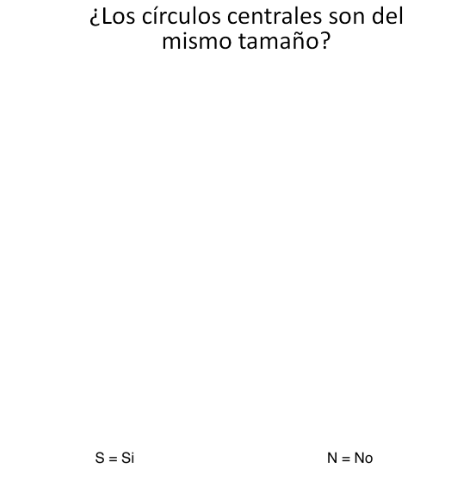 ¿Los círculos centrales son del
mismo tamaño?
S = Si
N = No